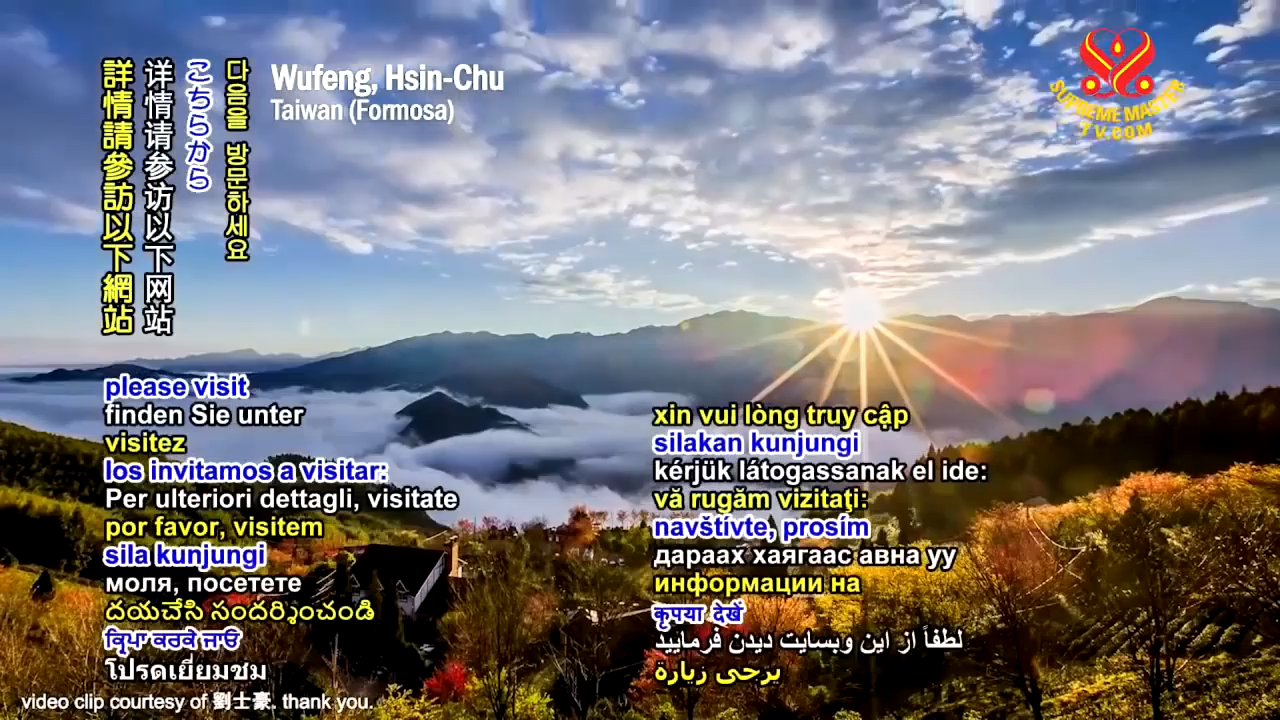 詳情請參訪以下網站
详情请参访以下网站
こちらから
다음을 방문하세요
Wufeng, Hsin-Chu
Taiwan (Formosa)
SUPREME MASTER
TV.COM
please visit
finden Sie unter
visitez
los invitamos a visitar:
Per ulteriori dettagli, visitate
por favor, visitem
sila kunjungi
моля, посетете
దయచేసి సందర్శించండి
ਕ੍ਰਿਪਾ ਕਰਕੇ ਜਾਓ
โปรดเยี่ยมชม
xin vui lòng truy cập
silakan kunjungi
kérjük látogassanak el ide:
vă rugăm vizitaţi:
navštívte, prosím
дараах хаягаас авна уу
информации на
कृपया देखें
لطفاً از این وبسایت دیدن فرمایید
يرجى زيارة
video clip courtesy of 劉士豪. thank you.